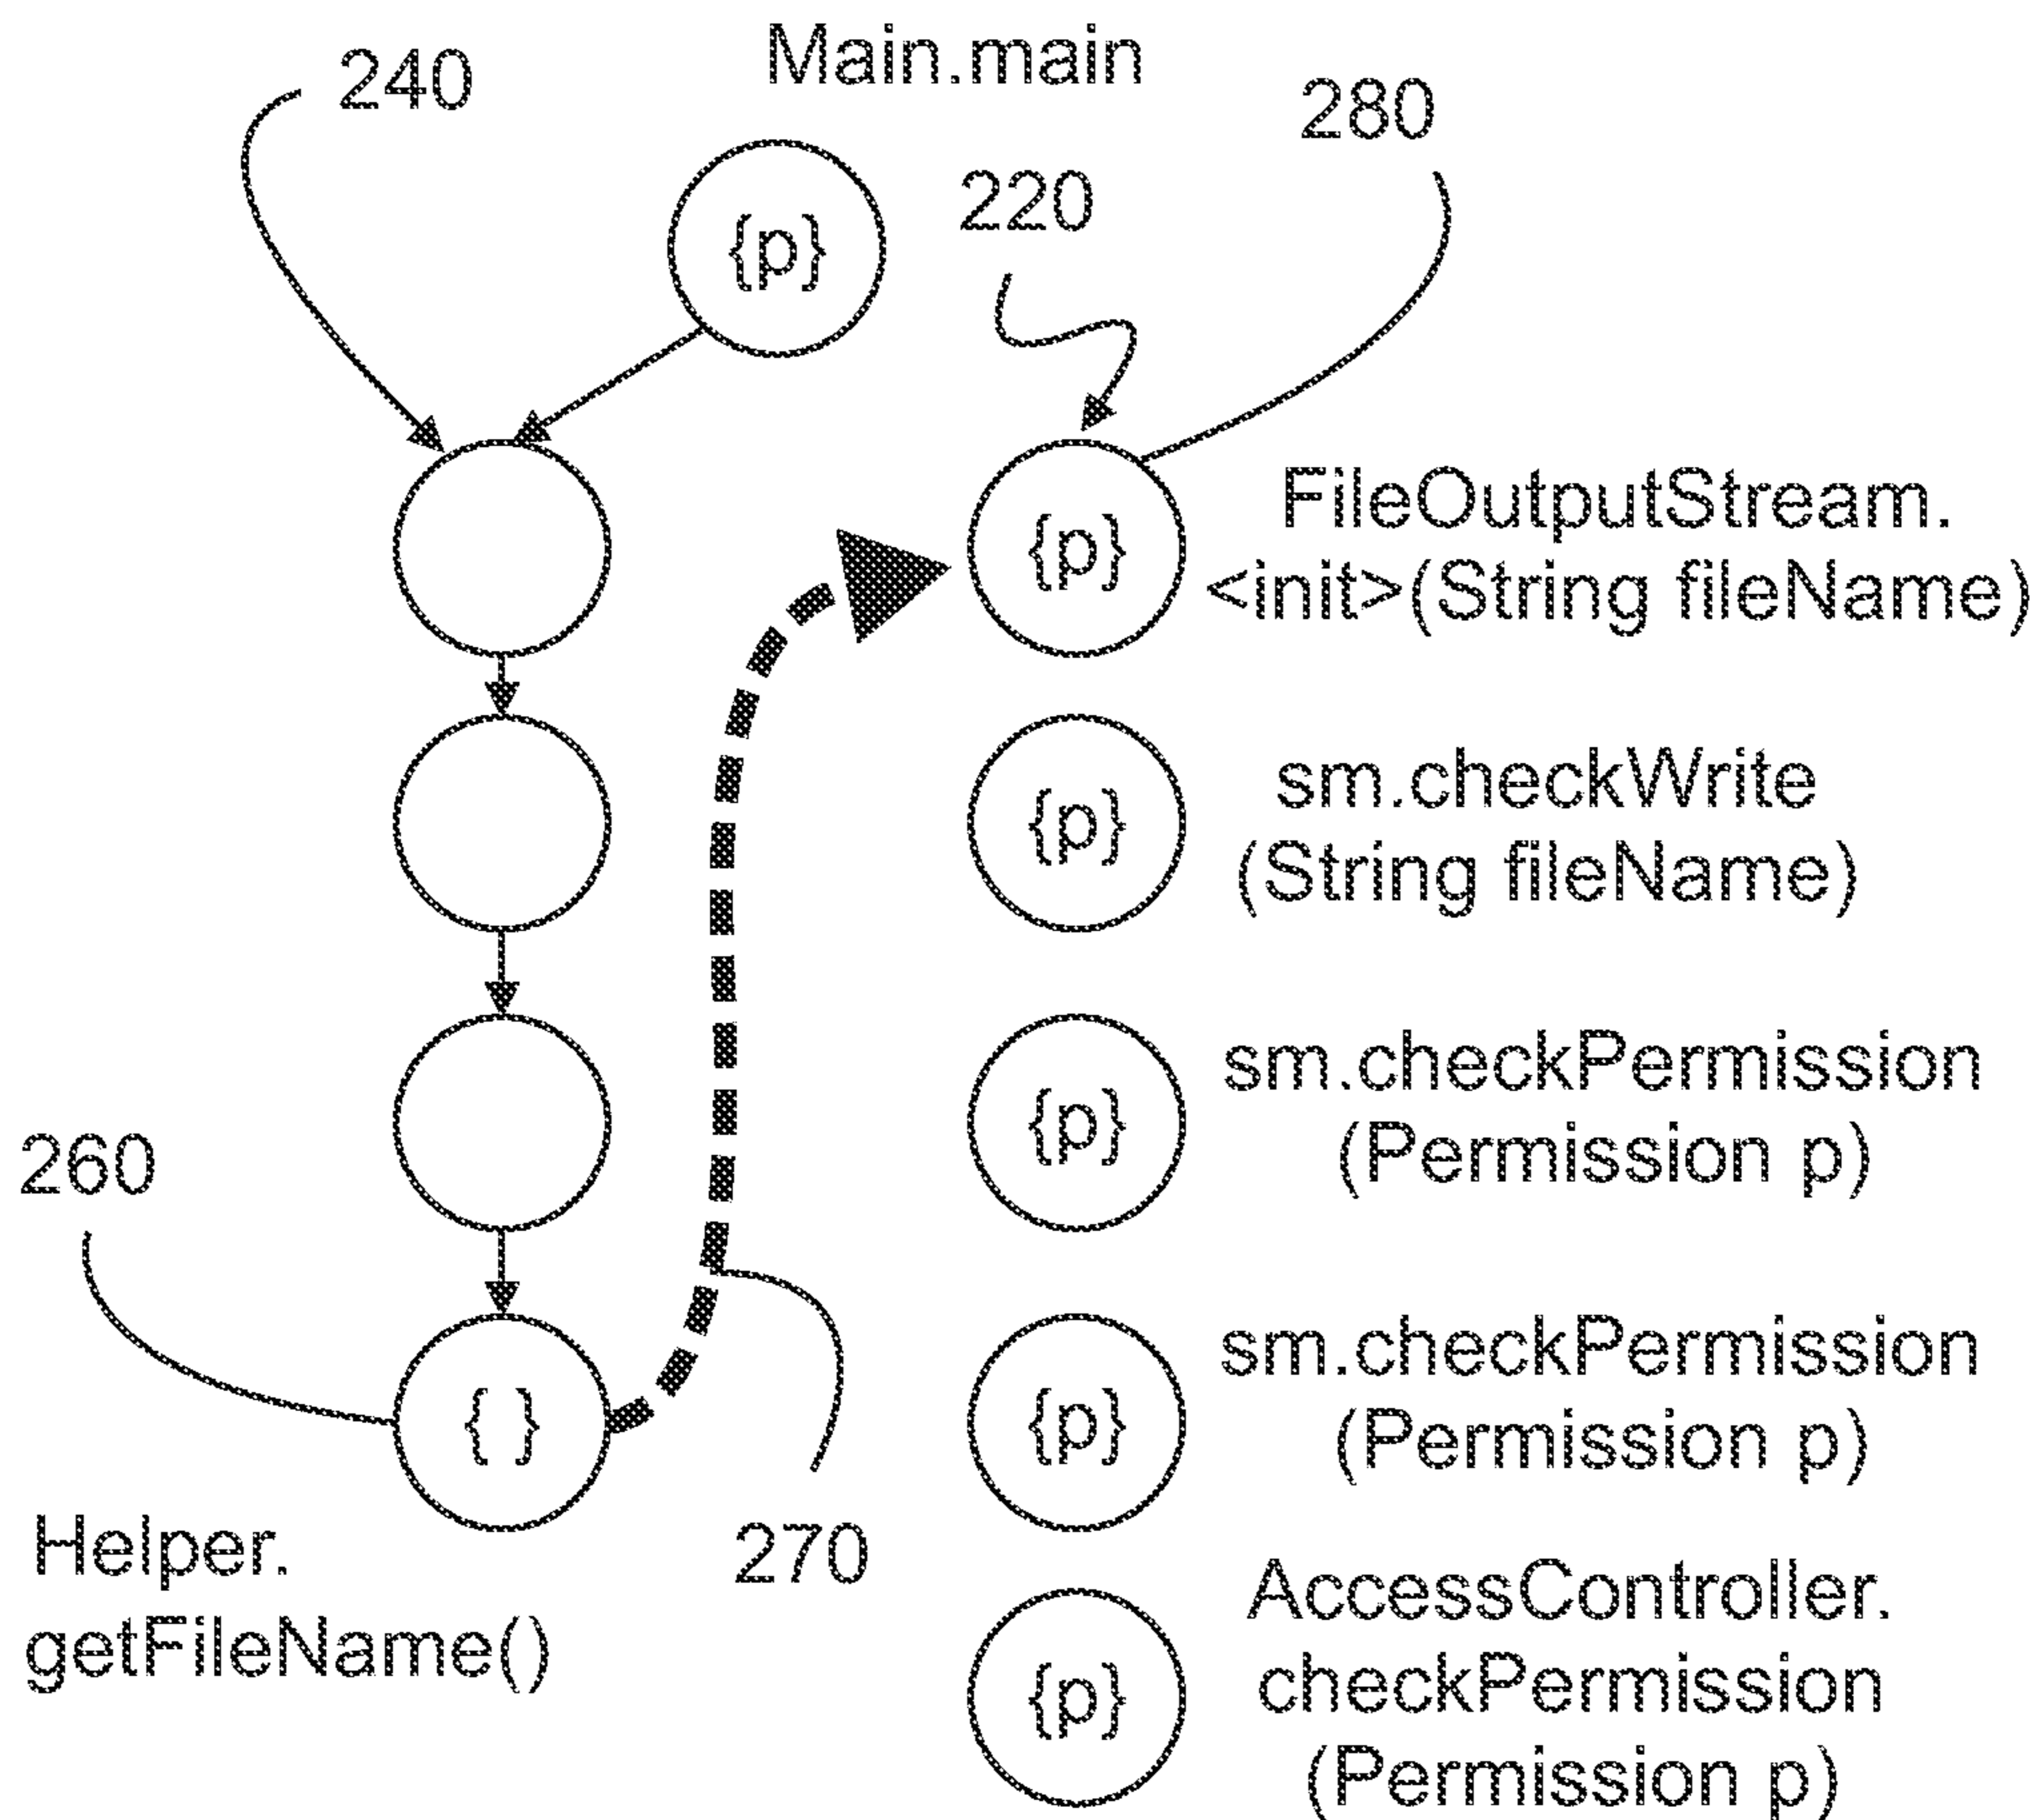 240
Main.main
280
220
{p}
FileOutputStream.
<init>(String fileName)
{p}
sm.checkWrite
(String fileName)
{p}
sm.checkPermission
(Permission p)
{p}
260
sm.checkPermission
(Permission p)
{p}
{ }
270
Helper.
getFileName()
AccessController.
checkPermission
(Permission p)
{p}